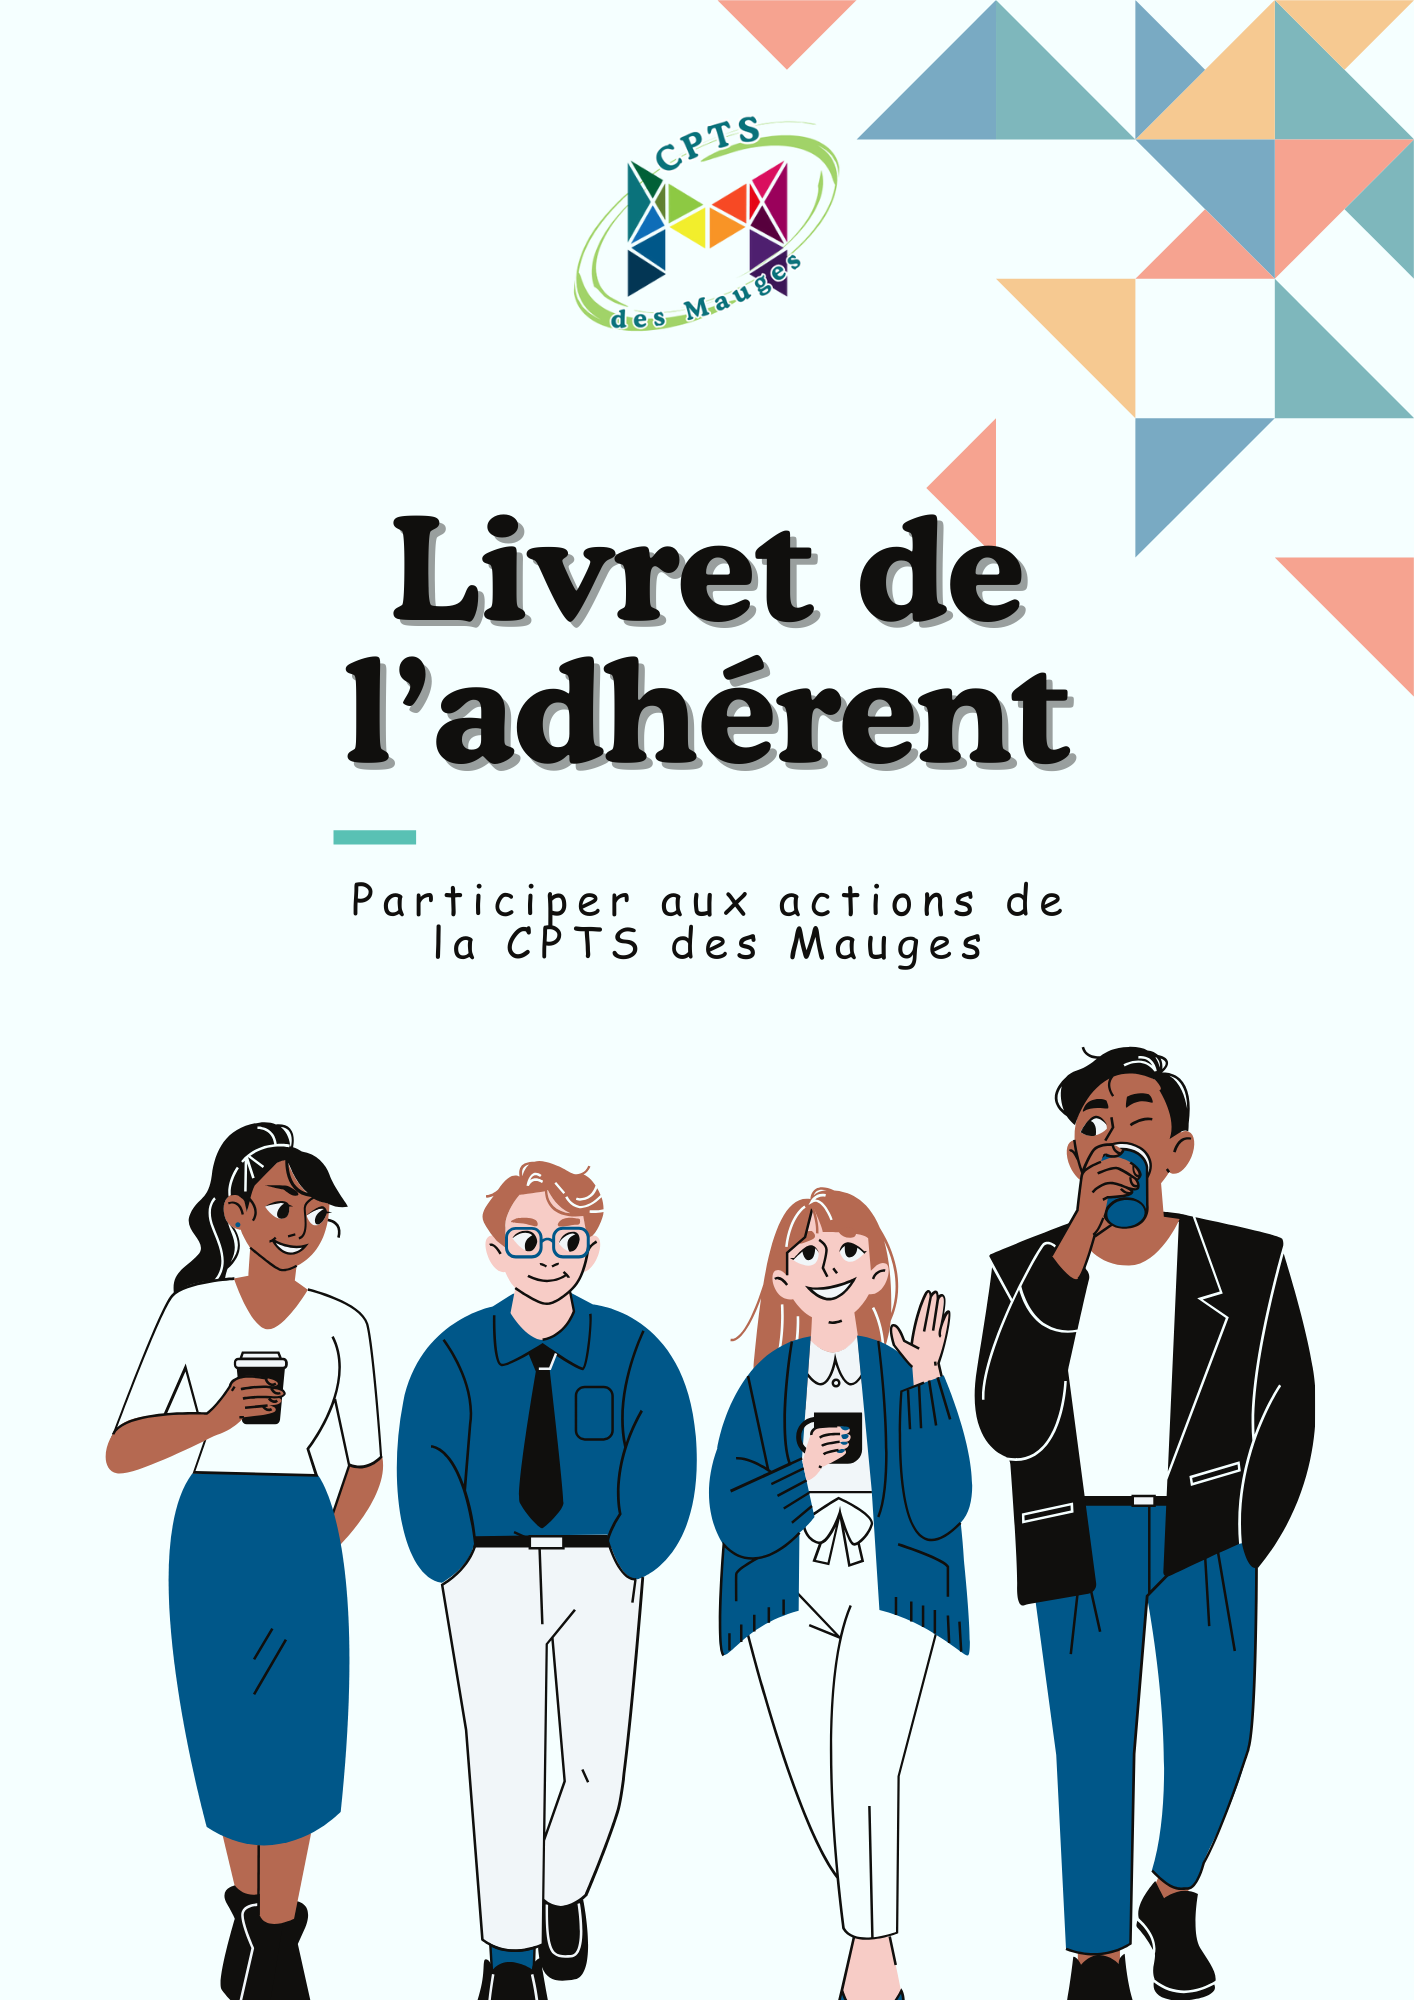 CPTS
des Mauges
Livret de
l’adhérent
Participer aux actions de
la CPTS des Mauges